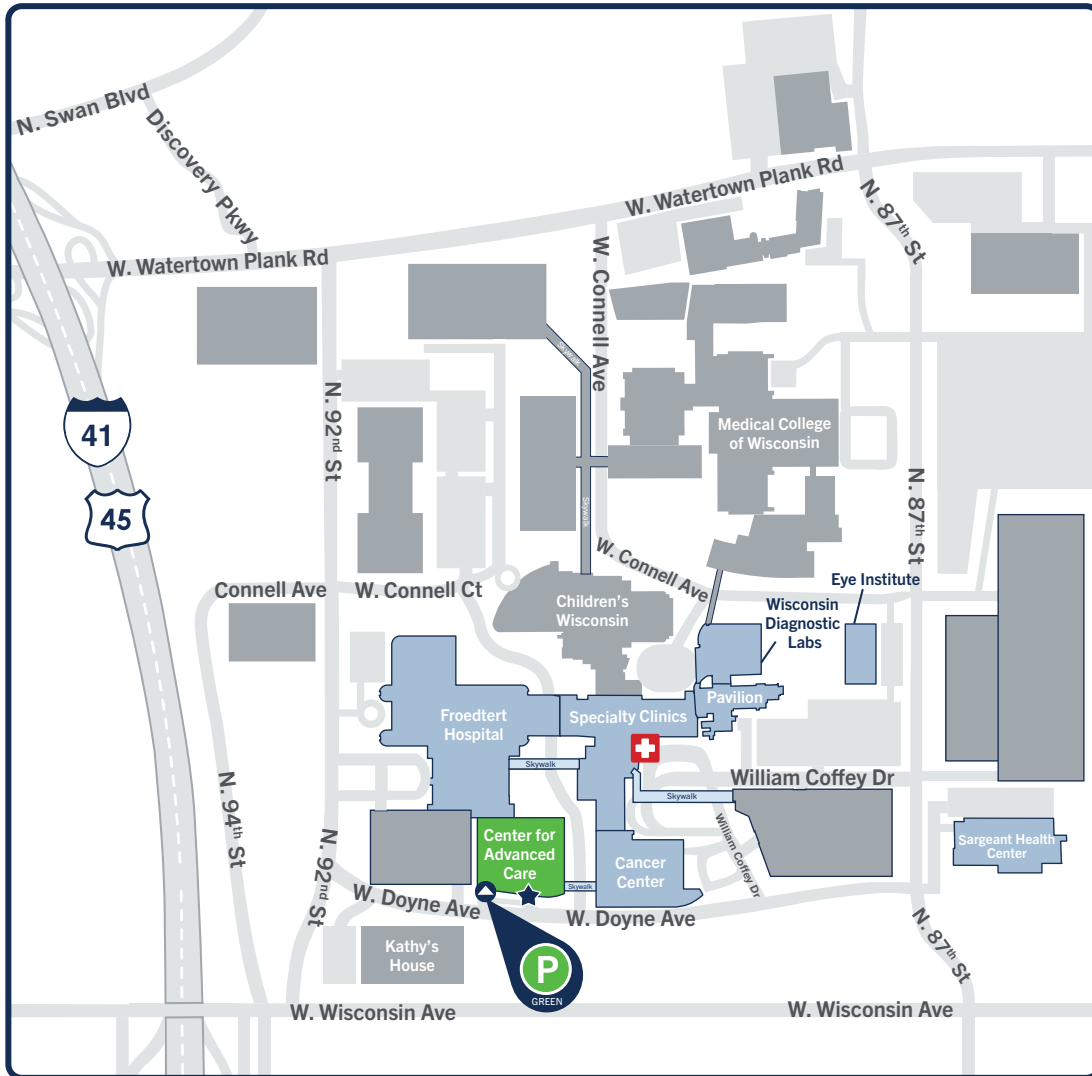 N. Swan Blvd
Discovery Pkwy
W. Watertown Plank Rd
W. Watertown Plank Rd
N. 87th St
W. Connell Ave
Skywalk
41
45
N. 92nd St
Medical College
of Wisconsin
N. 87th St
Skywalk
W. Connell Ave
Connell Ave
W. Connell Ct
Children's
Wisconsin
Eye Institute
Wisconsin
Diagnostic
Labs
Froedtert
Hospital
Specialty Clinics
Pavilion
Skywalk
William Coffey Dr
Skywalk
N. 94th St
N. 92nd St
Center for
Advanced
Care
Cancer
Center
William Coffey Dr
Sargeant Health
Center
Skywalk
W. Doyne Ave
W. Doyne Ave
Kathy's
House
P
GREEN
N. 87th St
W. Wisconsin Ave
W. Wisconsin Ave